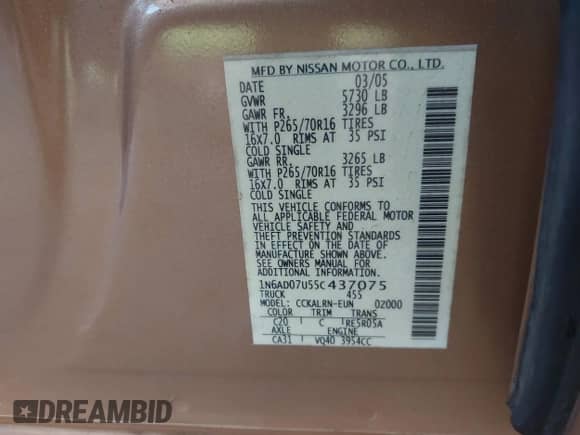 MFD BY NISSAN MOTOR CO., LTD.
DATE 03/05
GVWR 5730 LB
GAWR FR. 3296 LB
WITH P265/70R16 TIRES
16X7.0 RIMS AT 35 PSI
COLD SINGLE
GAWR RR. 3265 LB
WITH P265/70R16 TIRES
16X7.0 RIMS AT 35 PSI
COLD SINGLE
THIS VEHICLE CONFORMS TO
ALL APPLICABLE FEDERAL MOTOR
VEHICLE SAFETY AND
THEFT PREVENTION STANDARDS
IN EFFECT ON THE DATE OF
MANUFACTURE SHOWN ABOVE.
SEE OWNERS MANUAL FOR
ADDITIONAL INFORMATION
1N6AD07U55C437075
TRUCK 455
MODEL: CCKALRN-EUN 02000
COLOR TRIM TRANS
C20 C RE5R05A
AXLE ENGINE
CA31 VQ40 3954CC
DREAMBID